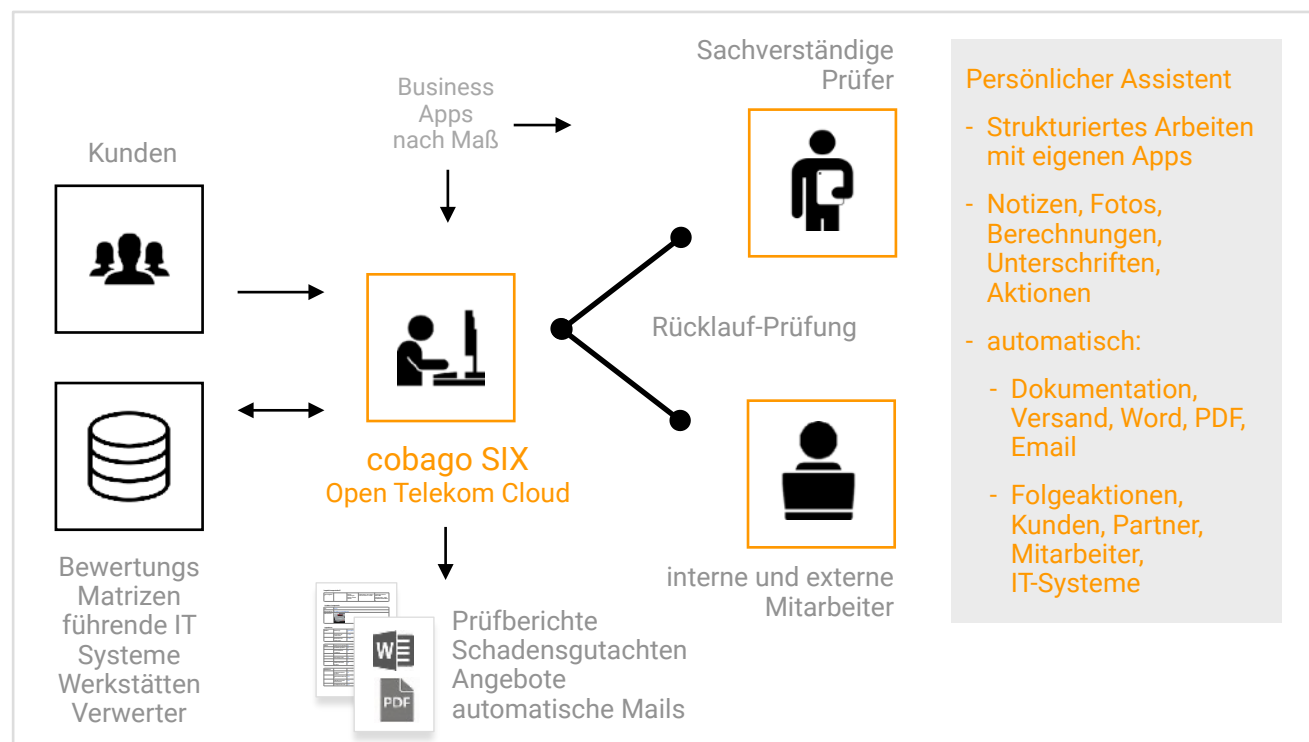 Kunden
Business
Apps
nach Maß
Sachverständige
Prüfer
cobago SIX
Open Telekom Cloud
Rücklauf-Prüfung
Bewertungs
Matrizen
führende IT
Systeme
Werkstätten
Verwerter
W
PDF
Prüfberichte
Schadensgutachten
Angebote
automatische Mails
interne und externe
Mitarbeiter
Persönlicher Assistent
- Strukturiertes Arbeiten
mit eigenen Apps
- Notizen, Fotos,
Berechnungen,
Unterschriften,
Aktionen
- automatisch:
- Dokumentation,
Versand, Word, PDF,
Email
- Folgeaktionen,
Kunden, Partner,
Mitarbeiter,
IT-Systeme